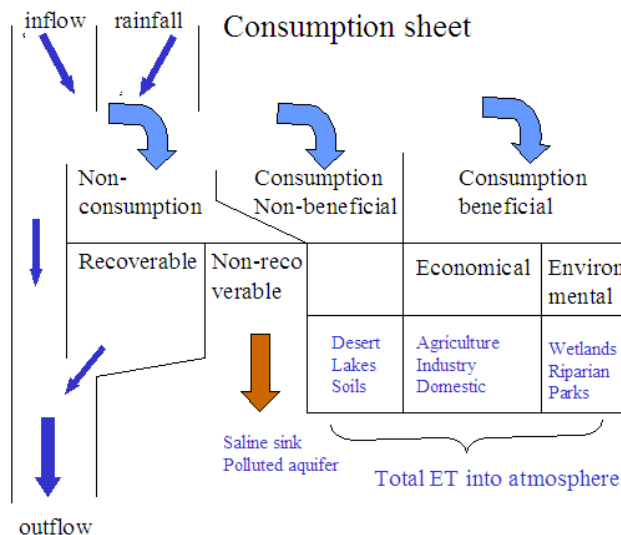 inflow rainfall Consumption sheet
Non-
consumption
Consumption
Non-beneficial
Consumption
beneficial
Recoverable
Non-reco
verable
Economical
Environ
mental
Desert
Lakes
Soils
Agriculture
Industry
Domestic
Wetlands
Riparian
Parks
Saline sink
Polluted aquifer
Total ET into atmosphere
outflow